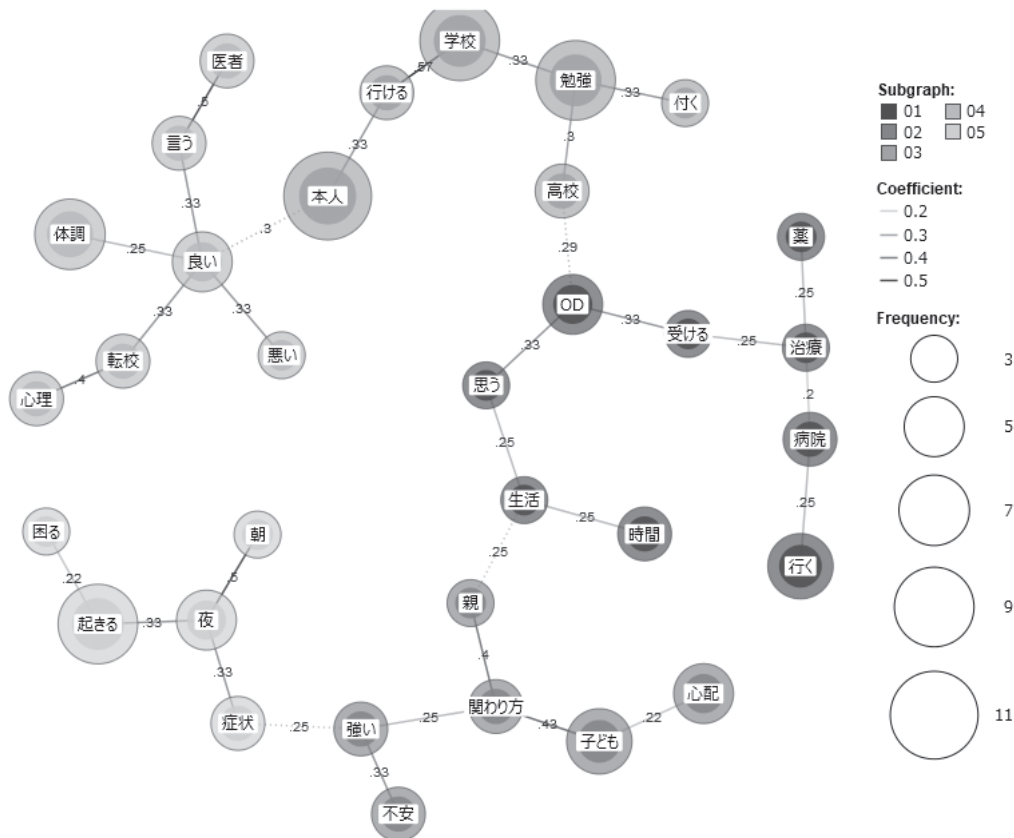 学校
医者
.57
.33
勉強
行ける
.33
付く
.5
言う
.33
.3
本人
高校
.33
体調
.3
薬
.25
良い
.29
.25
OD
.33
受ける
.25
治療
.33
.33
.33
悪い
転校
思う
.4
.2
心理
.25
病院
生活
.25
.25
時間
困る
朝
.25
行く
.22
.5
親
起きる
.33
夜
.4
.33
心配
症状
.25
強い
.25
関わり方
.43
.22
子ども
.33
不安
Subgraph:
01 04
02 05
03
Coefficient:
0.2
0.3
0.4
0.5
Frequency:
3
5
7
9
11